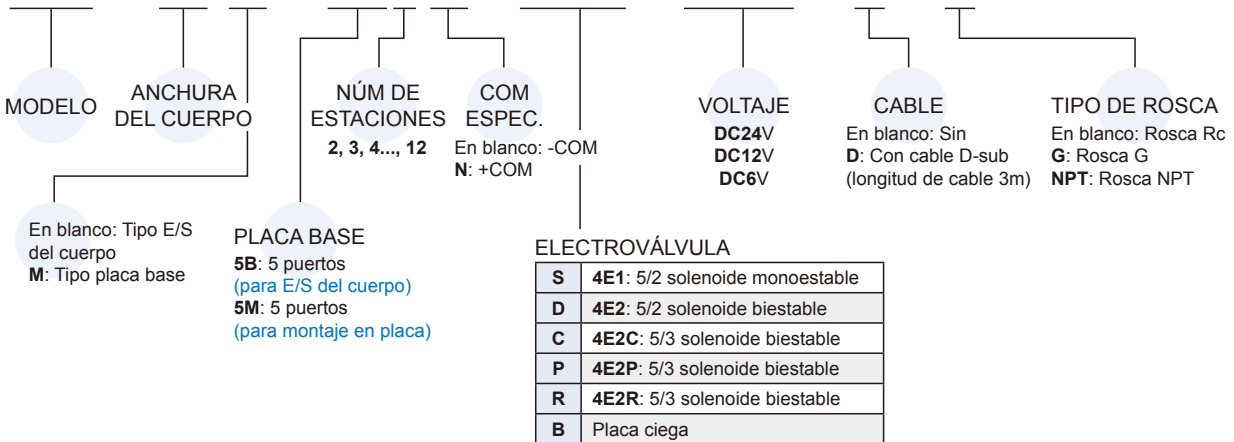 MODELO
ANCHURA
DEL CUERPO
NÚM DE
ESTACIONES
2, 3, 4..., 12
COM
ESPEC.
En blanco: -COM
N: +COM
VOLTAJE
DC24V
DC12V
DC6V
CABLE
En blanco: Sin
D: Con cable D-sub
(longitud de cable 3m)
TIPO DE ROSCA
En blanco: Rosca Rc
G: Rosca G
NPT: Rosca NPT
En blanco: Tipo E/S
del cuerpo
M: Tipo placa base
PLACA BASE
5B: 5 puertos
(para E/S del cuerpo)
5M: 5 puertos
(para montaje en placa)
ELECTROVÁLVULA
S 4E1: 5/2 solenoide monoestable
D 4E2: 5/2 solenoide biestable
C 4E2C: 5/3 solenoide biestable
P 4E2P: 5/3 solenoide biestable
R 4E2R: 5/3 solenoide biestable
B Placa ciega